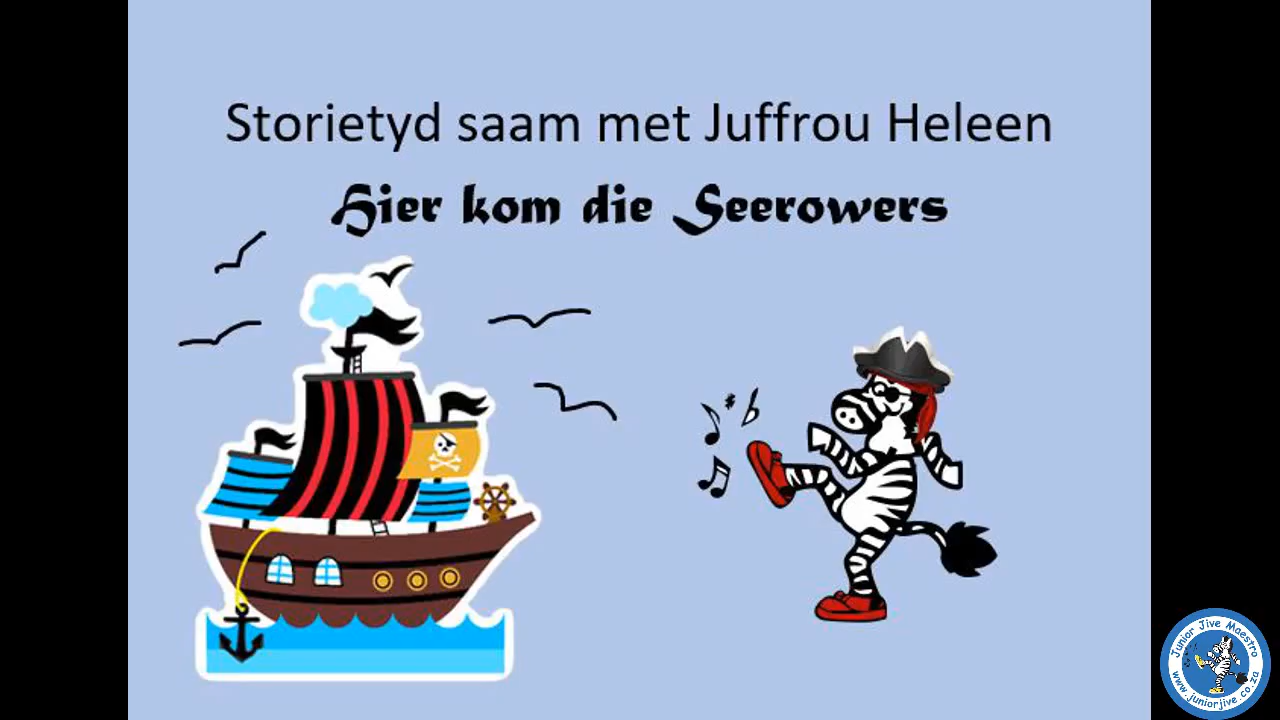 Storietyd saam met Juffrou Heleen
Hier kom die Seerowers
Junior Jive Maestro
www.juniorjive.co.za